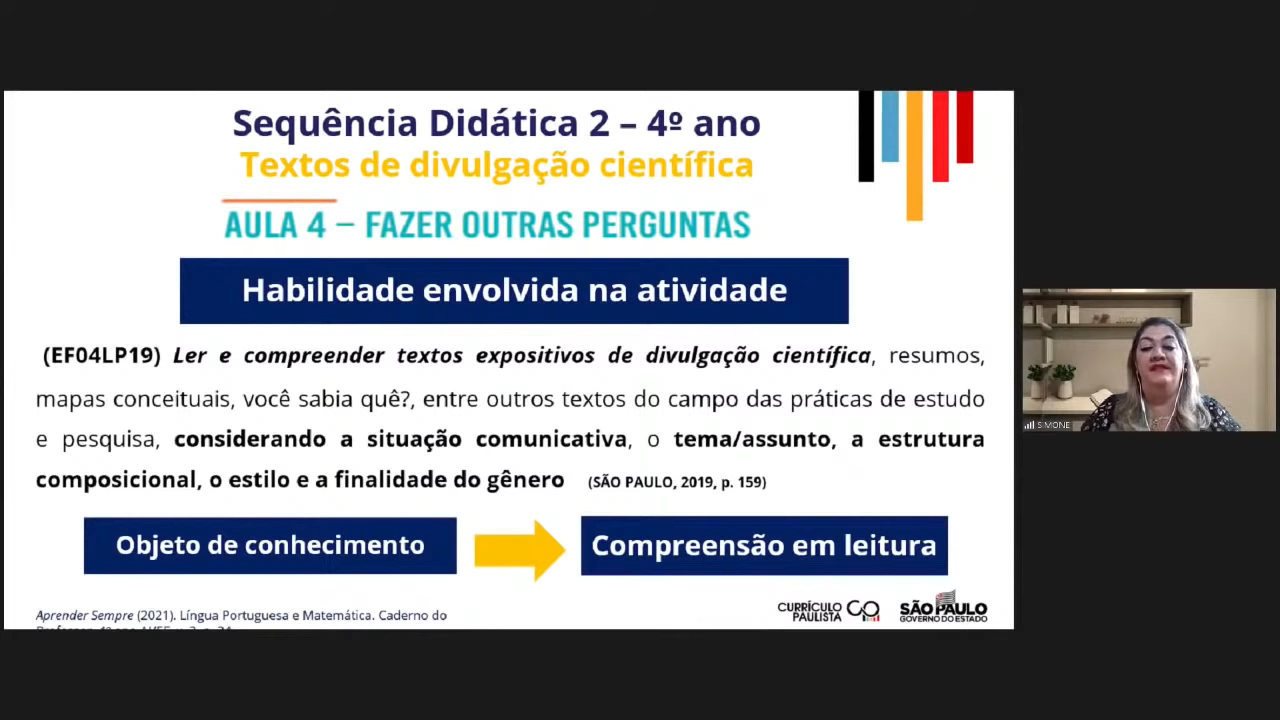 Sequência Didática 2 – 4º ano
Textos de divulgação científica
AULA 4 – FAZER OUTRAS PERGUNTAS
Habilidade envolvida na atividade
(EF04LP19) Ler e compreender textos expositivos de divulgação científica, resumos,
mapas conceituais, você sabia quê?, entre outros textos do campo das práticas de estudo
e pesquisa, considerando a situação comunicativa, o tema/assunto, a estrutura
composicional, o estilo e a finalidade do gênero (SÃO PAULO, 2019, p. 159)
Objeto de conhecimento
Compreensão em leitura
Aprender Sempre (2021). Língua Portuguesa e Matemática. Caderno do
CURRÍCULO
PAULISTA
SÃO PAULO
GOVERNO DO ESTADO
SIMONE